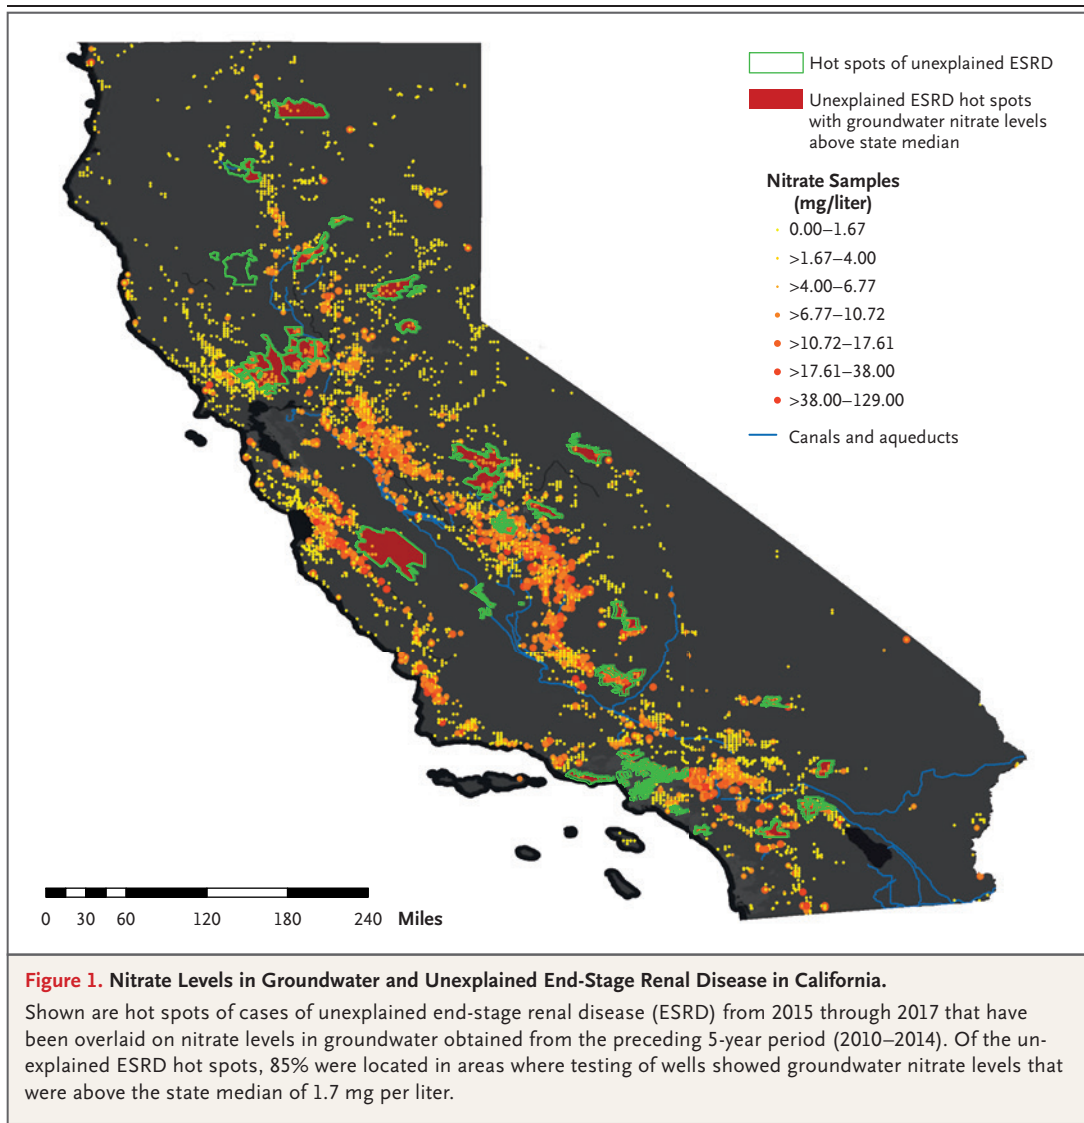 Hot spots of unexplained ESRD
Unexplained ESRD hot spots
with groundwater nitrate levels
above state median
Nitrate Samples
(mg/liter)
0.00–1.67
>1.67–4.00
>4.00–6.77
>6.77–10.72
>10.72–17.61
>17.61–38.00
>38.00–129.00
Canals and aqueducts
0 30 60 120 180 240 Miles
Figure 1. Nitrate Levels in Groundwater and Unexplained End-Stage Renal Disease in California.
Shown are hot spots of cases of unexplained end-stage renal disease (ESRD) from 2015 through 2017 that have
been overlaid on nitrate levels in groundwater obtained from the preceding 5-year period (2010–2014). Of the un-
explained ESRD hot spots, 85% were located in areas where testing of wells showed groundwater nitrate levels that
were above the state median of 1.7 mg per liter.